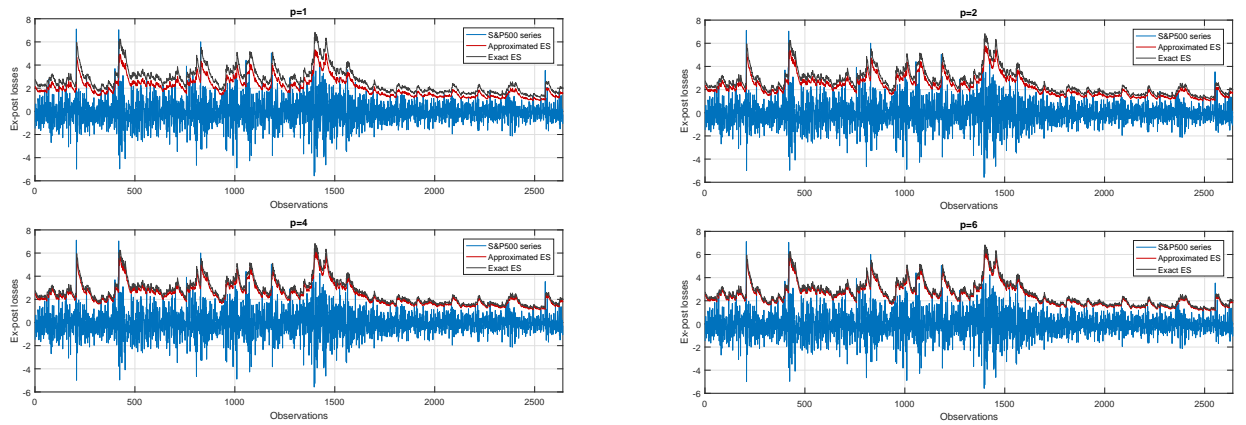 p=1
8
6
4
2
0
-2
-4
-6
Ex-post losses
0
500
1000
1500
2000
2500
Observations
S&P500 series
Approximated ES
Exact ES
p=2
8
6
4
2
0
-2
-4
-6
Ex-post losses
0
500
1000
1500
2000
2500
Observations
S&P500 series
Approximated ES
Exact ES
p=4
8
6
4
2
0
-2
-4
-6
Ex-post losses
0
500
1000
1500
2000
2500
Observations
S&P500 series
Approximated ES
Exact ES
p=6
8
6
4
2
0
-2
-4
-6
Ex-post losses
0
500
1000
1500
2000
2500
Observations
S&P500 series
Approximated ES
Exact ES